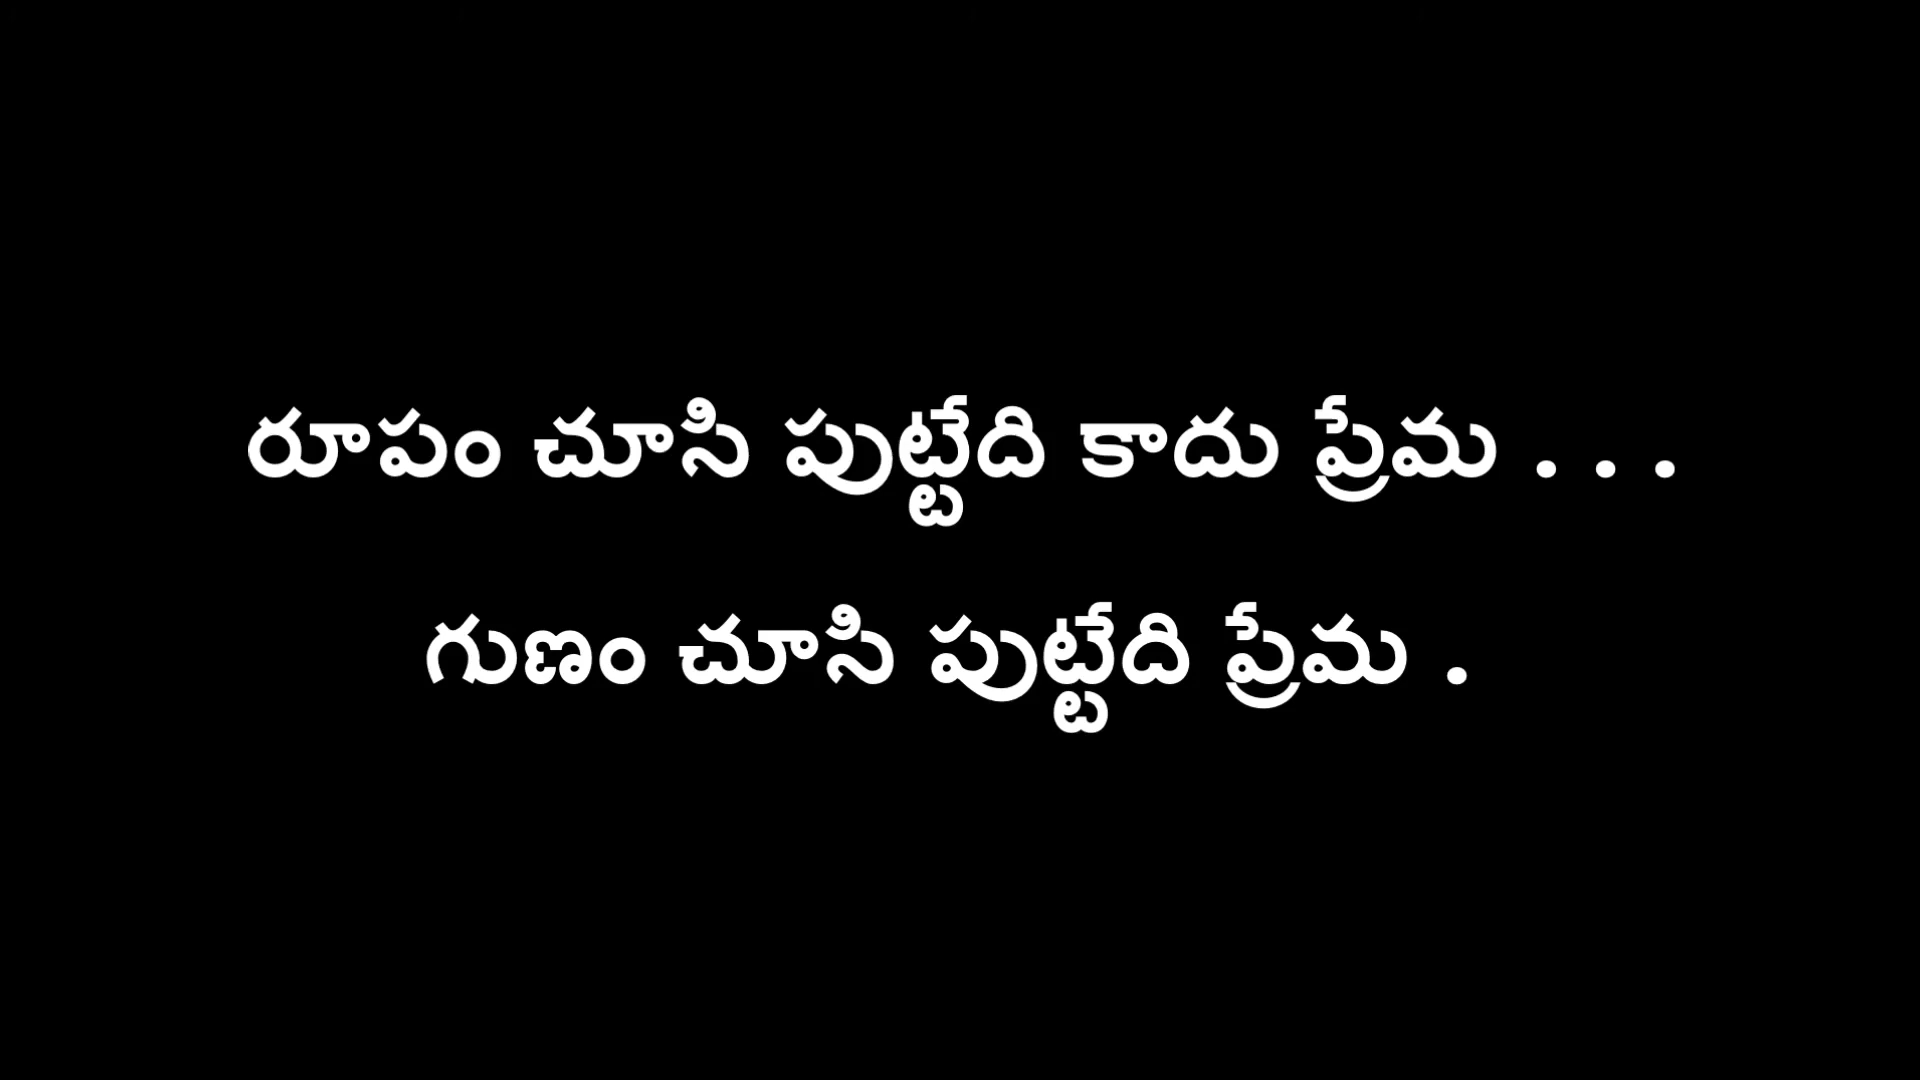 రూపం చూసి పుట్టేది కాదు ప్రేమ . . .
గుణం చూసి పుట్టేది ప్రేమ .